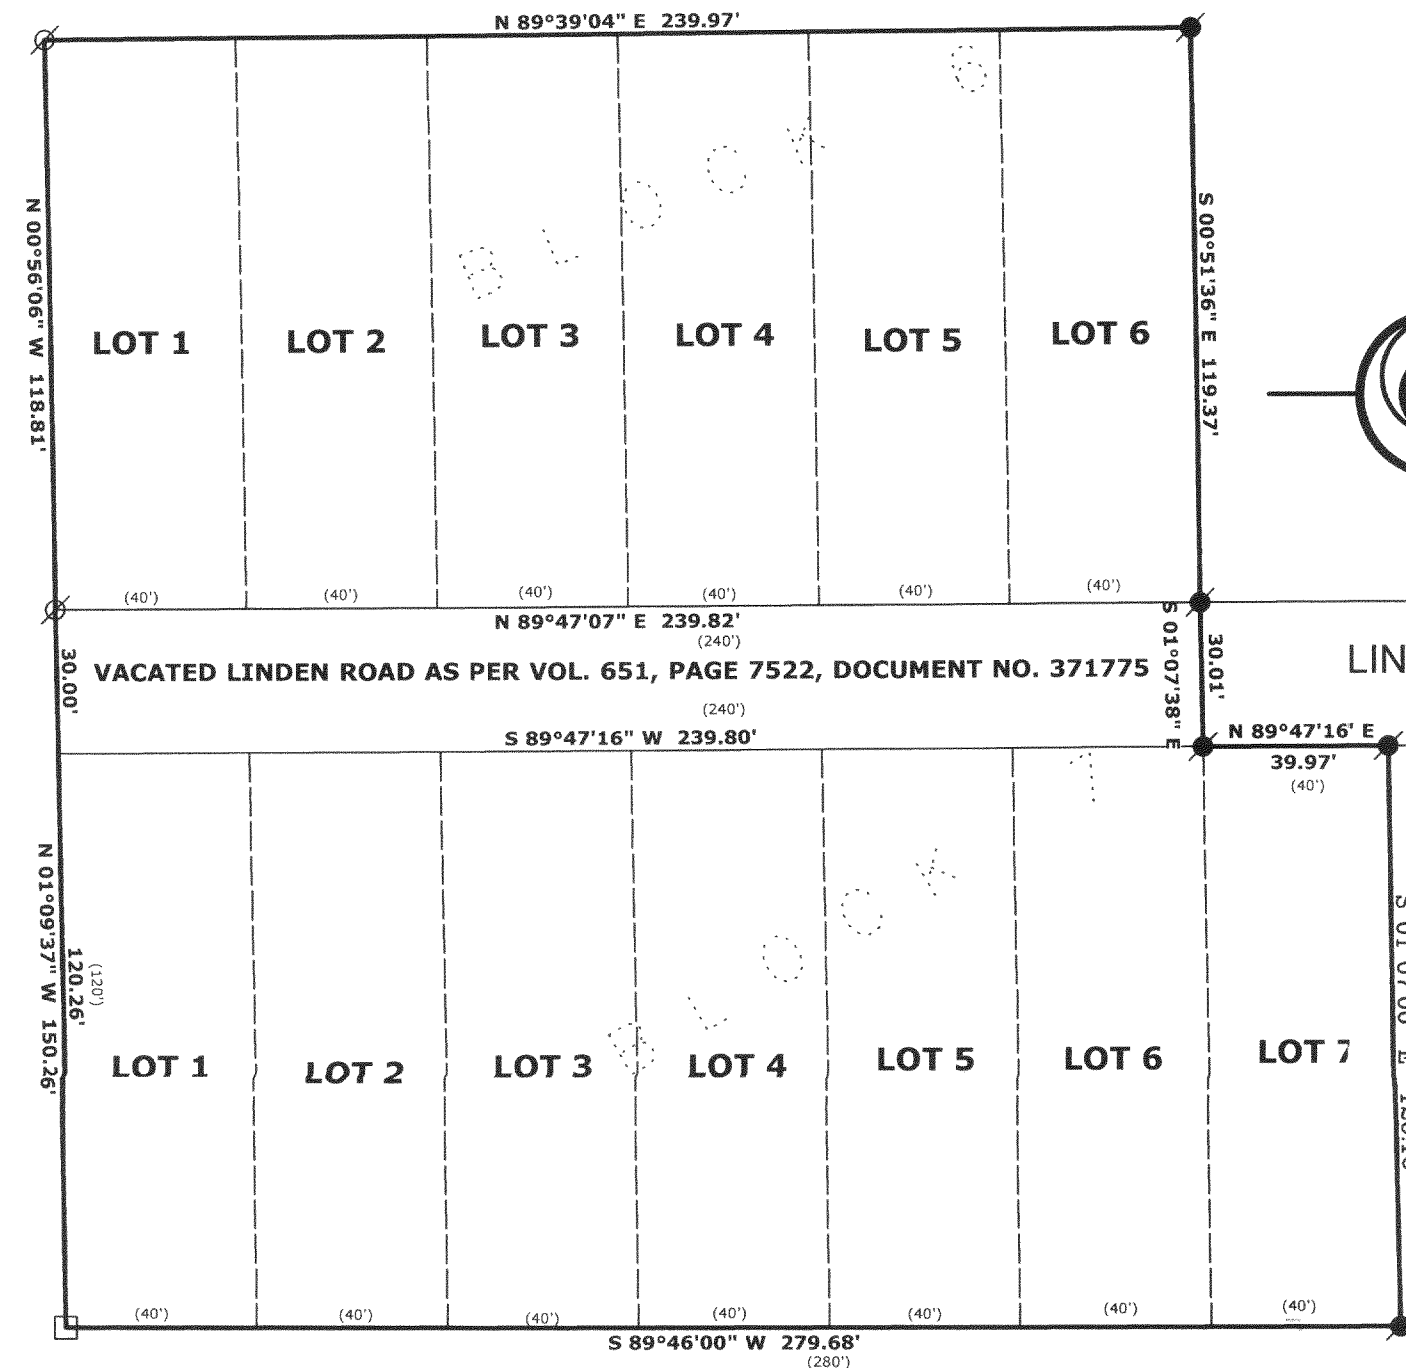 N 89°39'04" E 239.97'
BLOCK 8
N 00°56'06" W 118.81'
S 00°51'36" E 119.37'
LOT 1 LOT 2 LOT 3 LOT 4 LOT 5 LOT 6
(40') (40') (40') (40') (40') (40')
N 89°47'07" E 239.82'
(240')
30.00'
VACATED LINDEN ROAD AS PER VOL. 651, PAGE 7522, DOCUMENT NO. 371775
S 01°07'38" E
30.01'
LIN
(240')
S 89°47'16" W 239.80'
N 89°47'16' E
39.97'
(40')
BLOCK 1
N 01°09'37" W 150.26'
120.26'
(120')
LOT 1 LOT 2 LOT 3 LOT 4 LOT 5 LOT 6 LOT 7
(40') (40') (40') (40') (40') (40')
S 89°46'00" W 279.68'
(280')